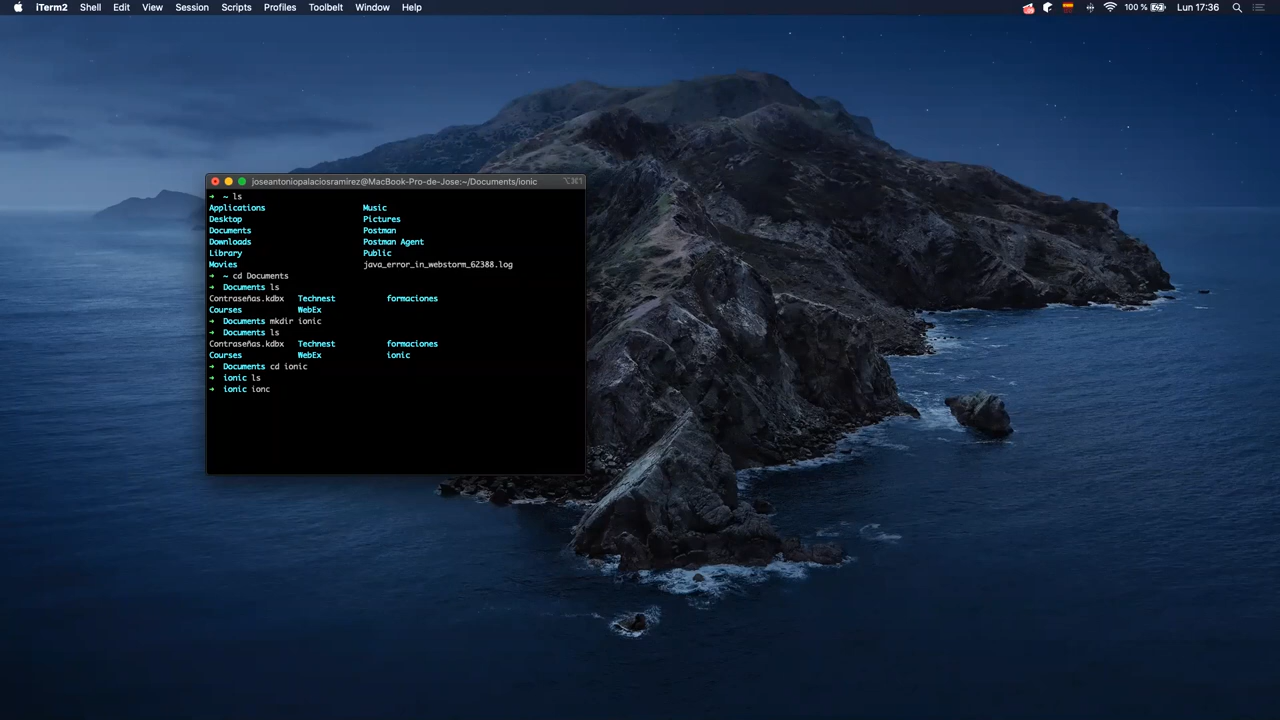 iTerm2 Shell Edit View Session Scripts Profiles Toolbelt Window Help 100 % Lun 17:36
joseantoniopalaciosramirez@MacBook-Pro-de-Jose:~/Documents/ionic ⌥⌘1
➜ ~ ls
Applications Music
Desktop Pictures
Documents Postman
Downloads Postman Agent
Library Public
Movies java_error_in_webstorm_62388.log
➜ ~ cd Documents
➜ Documents ls
Contraseñas.kdbx Technest formaciones
Courses WebEx
➜ Documents mkdir ionic
➜ Documents ls
Contraseñas.kdbx Technest formaciones
Courses WebEx ionic
➜ Documents cd ionic
➜ ionic ls
➜ ionic ionc